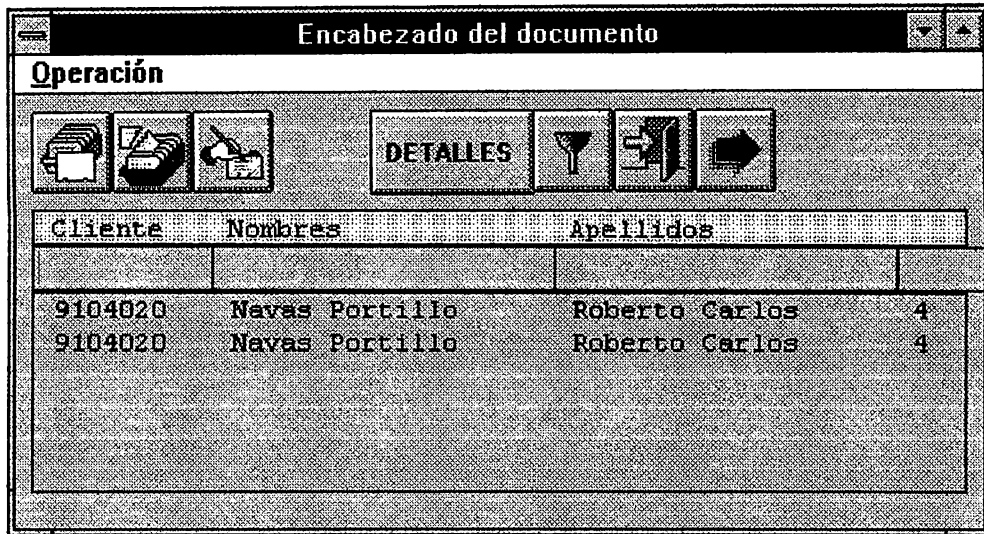 Encabezado del documento
Operación
DETALLES
Cliente Nombres Apellidos
9104020 Navas Portillo Roberto Carlos 4
9104020 Navas Portillo Roberto Carlos 4